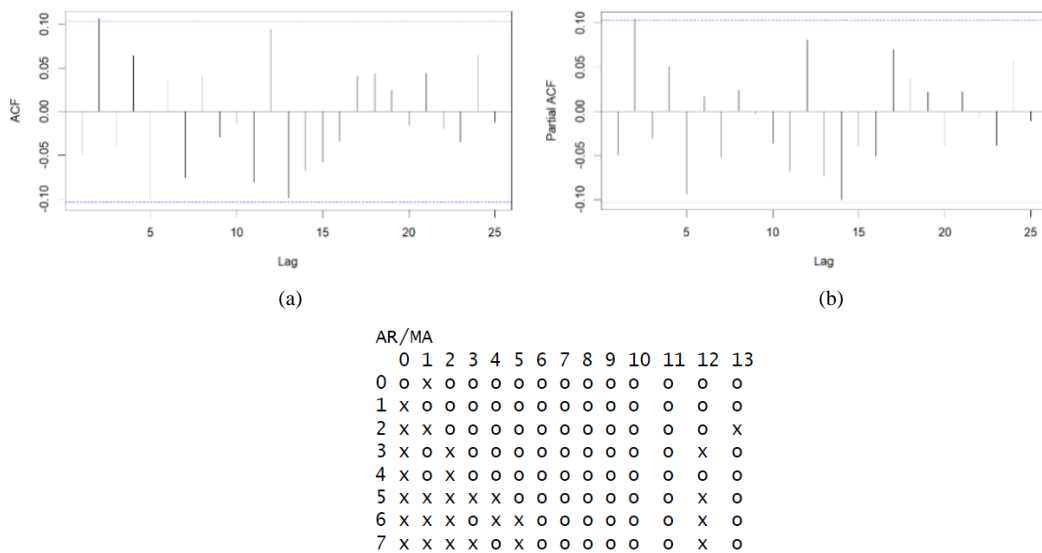 ACF
0.10
0.05
0.00
-0.05
-0.10
5 10 15 20 25
Lag
(a)
Partial ACF
0.10
0.05
0.00
-0.05
-0.10
5 10 15 20 25
Lag
(b)
AR/MA
0 1 2 3 4 5 6 7 8 9 10 11 12 13
0 o x o o o o o o o o o o o o
1 x o o o o o o o o o o o o o
2 x x o o o o o o o o o o o x
3 x o x o o o o o o o o o x o
4 x o x o o o o o o o o o o o
5 x x x x x o o o o o o o x o
6 x x x o x x o o o o o o x o
7 x x x x o x o o o o o o x o